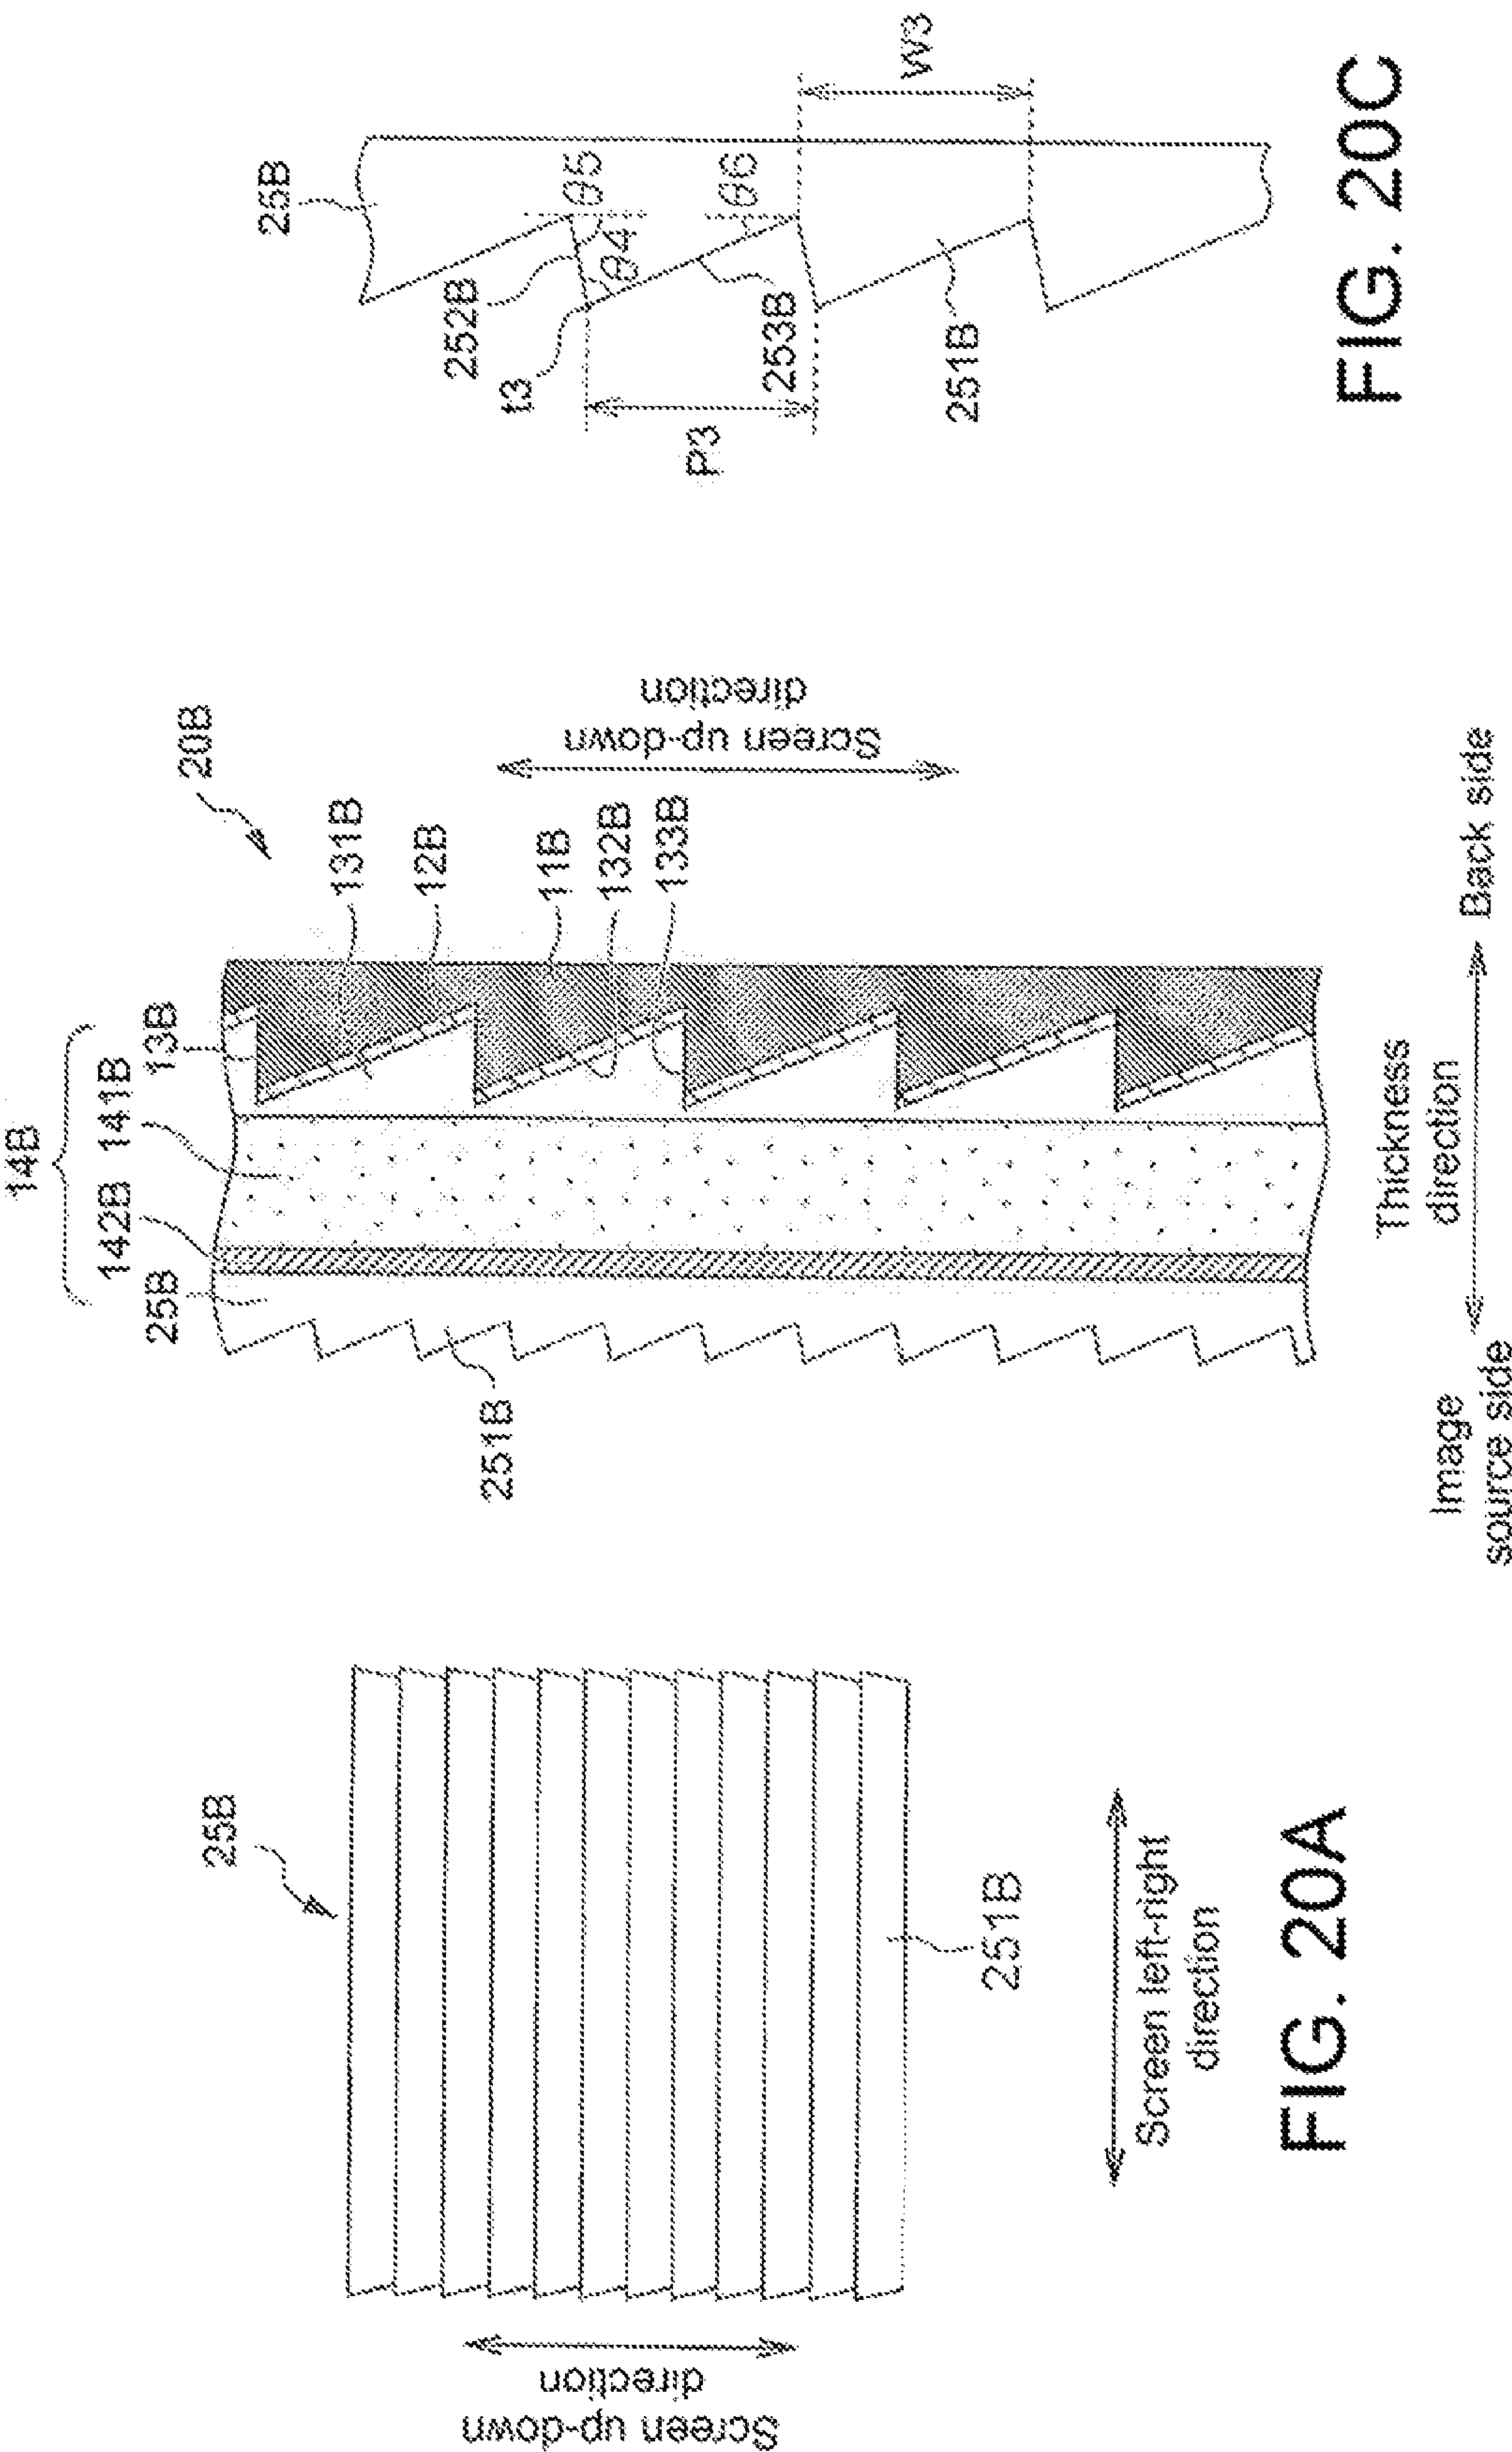 25B
251B
Screen up-down
direction
Screen left-right
direction
FIG. 20A
20B
14B
142B
141B
13B
25B
251B
131B
12B
11B
132B
133B
Screen up-down
direction
Thickness
direction
Image
source side
Back side
25B
252B
t3
θ5
θ4
θ6
253B
P3
W3
251B
FIG. 20C